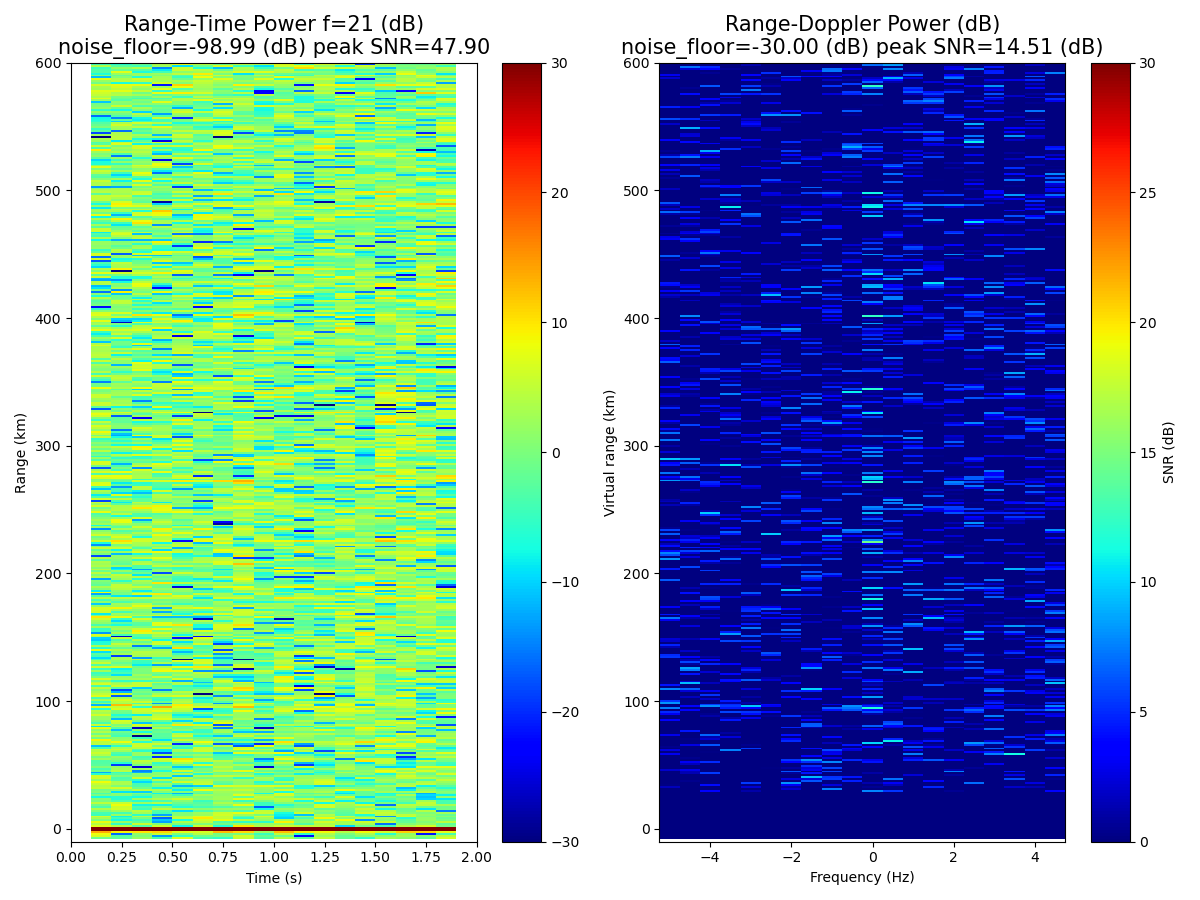 Range-Time Power f=21 (dB)
noise_floor=-98.99 (dB) peak SNR=47.90
Range (km)
600
500
400
300
200
100
0
0.00 0.25 0.50 0.75 1.00 1.25 1.50 1.75 2.00
Time (s)
30
20
10
0
−10
−20
−30
Range-Doppler Power (dB)
noise_floor=-30.00 (dB) peak SNR=14.51 (dB)
Virtual range (km)
600
500
400
300
200
100
0
−4 −2 0 2 4
Frequency (Hz)
30
25
20
15
10
5
0
SNR (dB)